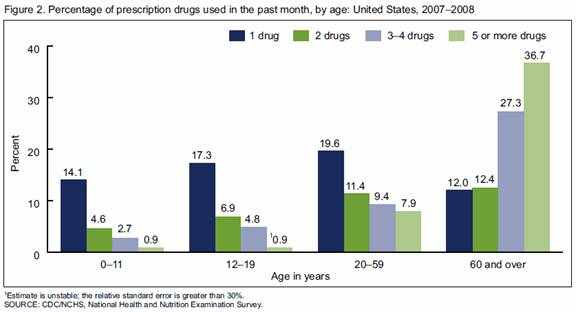 Figure 2. Percentage of prescription drugs used in the past month, by age: United States, 2007–2008
1 drug 2 drugs 3–4 drugs 5 or more drugs
40
30
20
10
0
Percent
14.1 4.6 2.7 0.9
17.3 6.9 4.8 ¹0.9
19.6 11.4 9.4 7.9
12.0 12.4 27.3 36.7
0–11 12–19 20–59 60 and over
Age in years
¹Estimate is unstable; the relative standard error is greater than 30%.
SOURCE: CDC/NCHS, National Health and Nutrition Examination Survey.